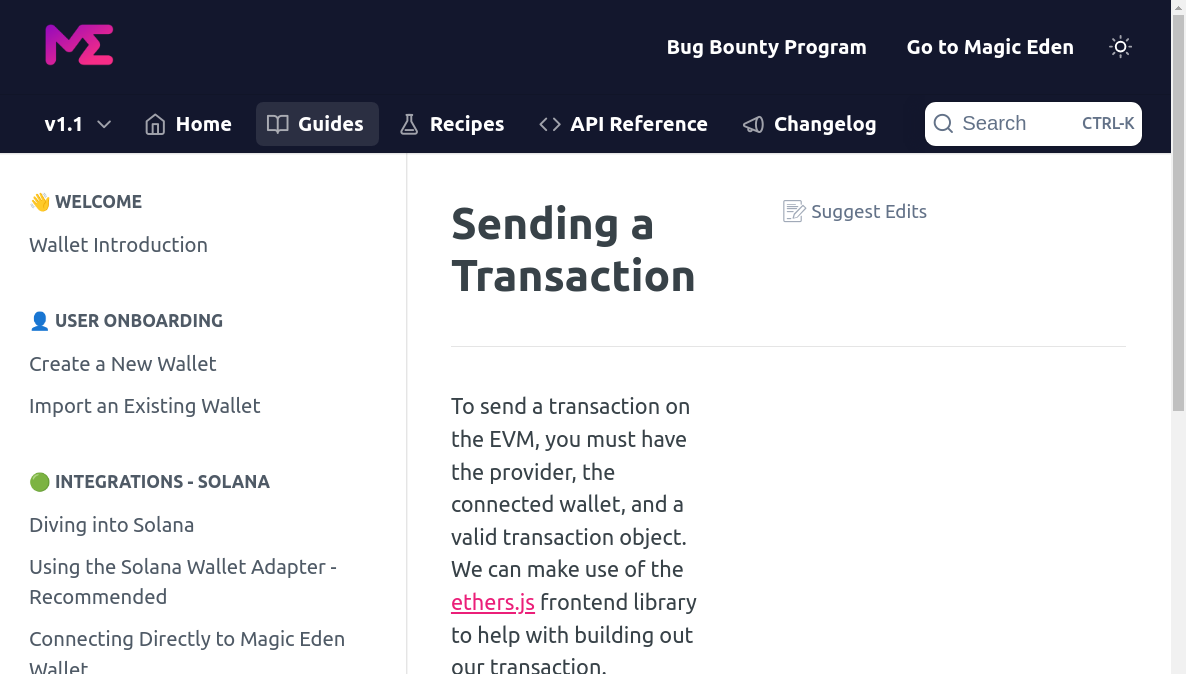 Bug Bounty Program
Go to Magic Eden
v1.1
Home
Guides
Recipes
API Reference
Changelog
Search
CTRL-K
👋 WELCOME
Wallet Introduction
👤 USER ONBOARDING
Create a New Wallet
Import an Existing Wallet
🟢 INTEGRATIONS - SOLANA
Diving into Solana
Using the Solana Wallet Adapter -
Recommended
Connecting Directly to Magic Eden
Wallet
Sending a
Transaction
Suggest Edits
To send a transaction on
the EVM, you must have
the provider, the
connected wallet, and a
valid transaction object.
We can make use of the
ethers.js frontend library
to help with building out
our transaction.